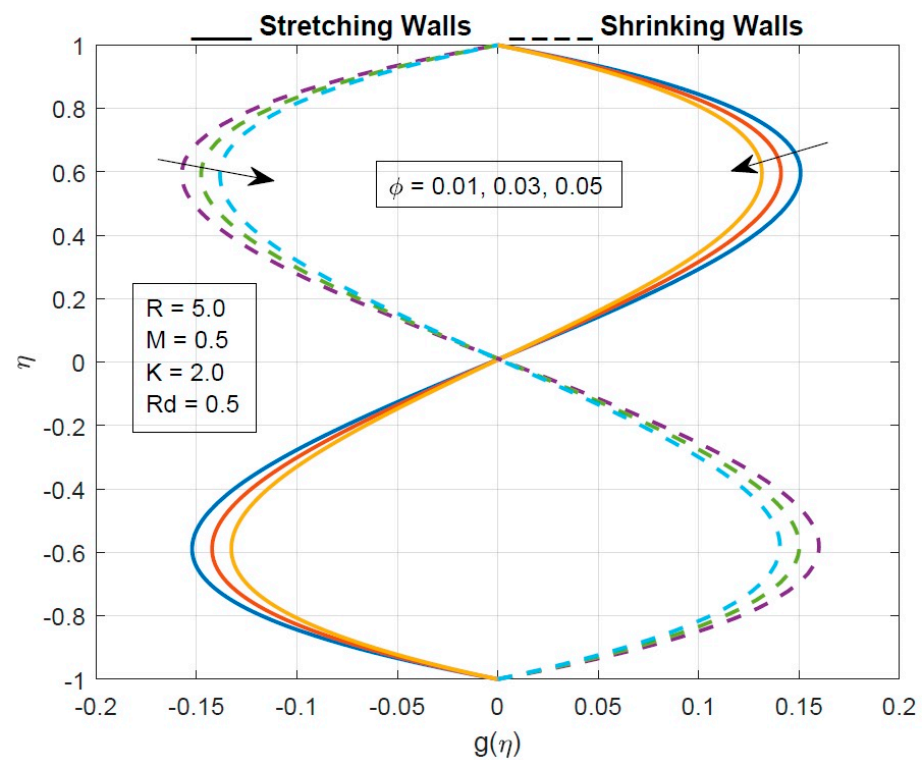 Stretching Walls
Shrinking Walls
1
0.8
0.6
0.4
0.2
0
-0.2
-0.4
-0.6
-0.8
-1
η
ϕ = 0.01, 0.03, 0.05
R = 5.0
M = 0.5
K = 2.0
Rd = 0.5
-0.2
-0.15
-0.1
-0.05
0
0.05
0.1
0.15
0.2
g(η)